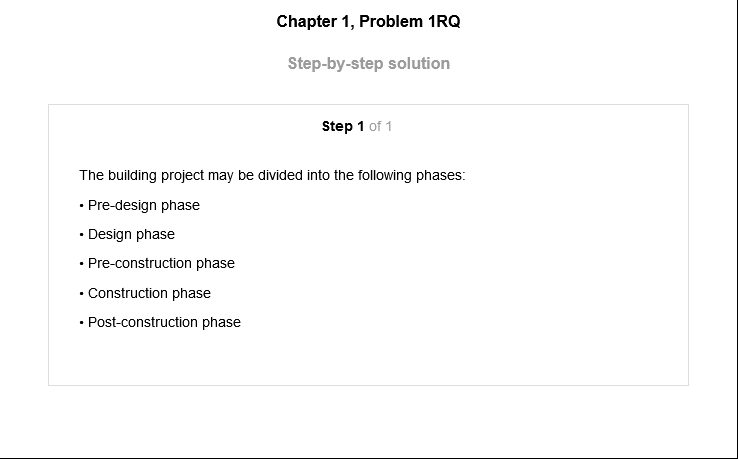 Chapter 1, Problem 1RQ
Step-by-step solution
Step 1 of 1
The building project may be divided into the following phases:
• Pre-design phase
• Design phase
• Pre-construction phase
• Construction phase
• Post-construction phase